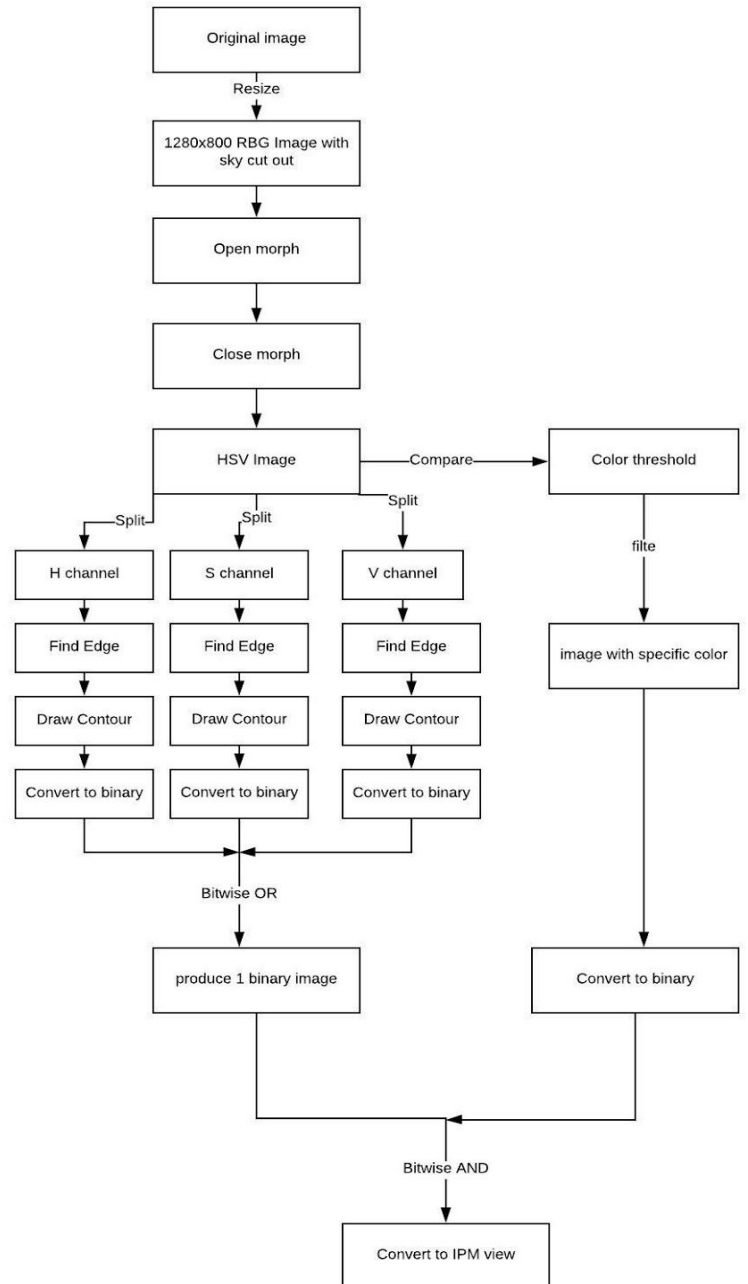 Original image
Resize
1280x800 RBG Image with
sky cut out
Open morph
Close morph
HSV Image
Compare
Color threshold
Split
Split
Split
filte
H channel
S channel
V channel
Find Edge
Find Edge
Find Edge
image with specific color
Draw Contour
Draw Contour
Draw Contour
Convert to binary
Convert to binary
Convert to binary
Bitwise OR
produce 1 binary image
Convert to binary
Bitwise AND
Convert to IPM view